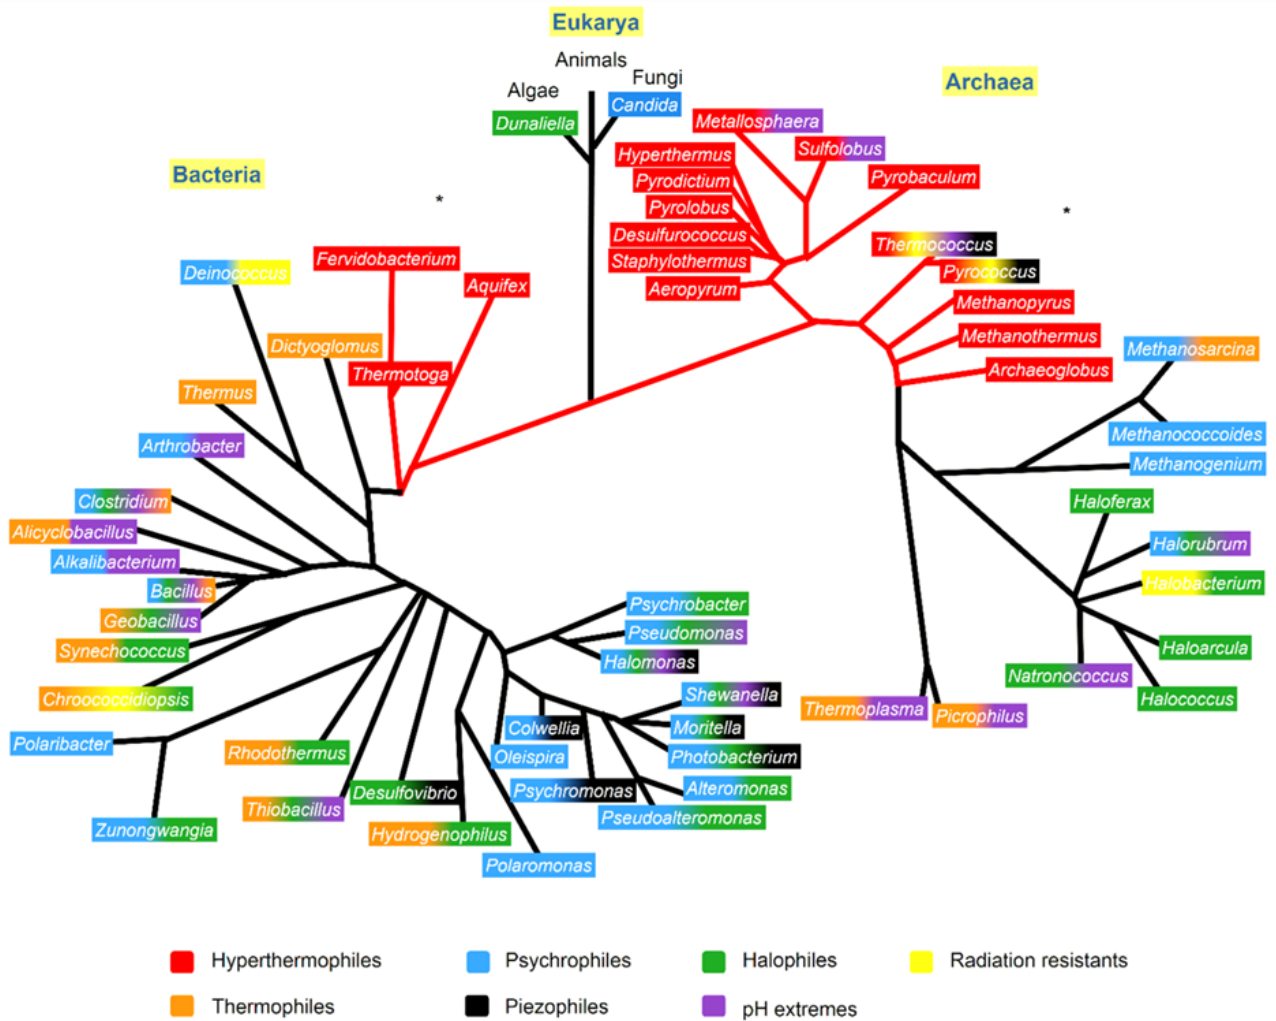 Eukarya
Animals
Fungi
Algae
Candida
Dunaliella
Archaea
Metallosphaera
Sulfolobus
Hyperthermus
Pyrodictium
Pyrobaculum
Pyrolobus
Desulfurococcus
Staphylothermus
Aeropyrum
Thermococcus
Pyrococcus
Methanopyrus
Methanothermus
Archaeoglobus
*
Methanosarcina
Methanococcoides
Methanogenium
Haloferax
Halorubrum
Halobacterium
Haloarcula
Natronococcus
Halococcus
Thermoplasma
Picrophilus
Bacteria
*
Fervidobacterium
Deinococcus
Aquifex
Dictyoglomus
Thermotoga
Thermus
Arthrobacter
Clostridium
Alicyclobacillus
Alkalibacterium
Bacillus
Geobacillus
Synechococcus
Chroococcidiopsis
Polaribacter
Zunongwangia
Rhodothermus
Thiobacillus
Desulfovibrio
Hydrogenophilus
Polaromonas
Psychrobacter
Pseudomonas
Halomonas
Shewanella
Colwellia
Moritella
Oleispira
Photobacterium
Psychromonas
Alteromonas
Pseudoalteromonas
Hyperthermophiles
Psychrophiles
Halophiles
Radiation resistants
Thermophiles
Piezophiles
pH extremes